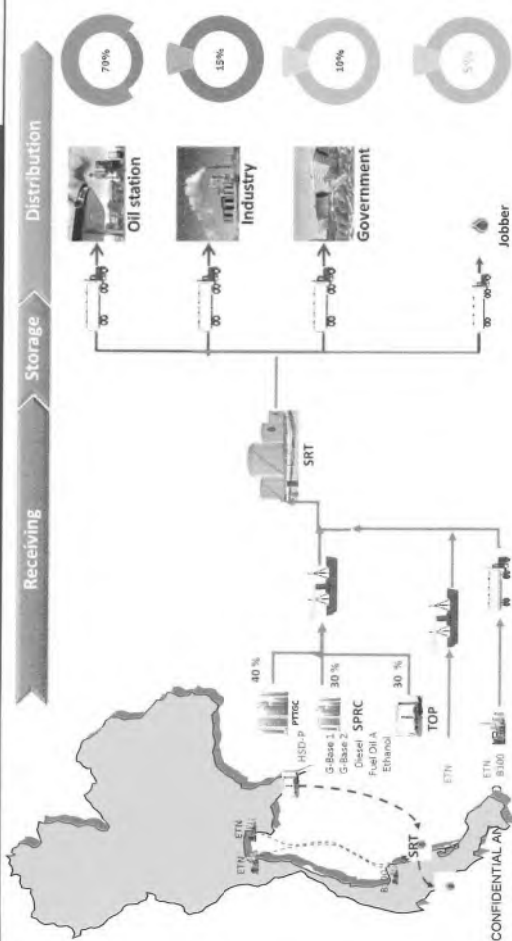 Receiving
Storage
Distribution
70%
15%
10%
5%
Oil station
Industry
Government
Jobber
SRT
40 %
PTTGC
HSD-P
30 %
SPRC
G-Base 1
G-Base 2
Diesel
Fuel Oil A
Ethanol
30 %
TOP
ETN
ETN
B100
ETN
ETN
SRT
CONFIDENTIAL AN